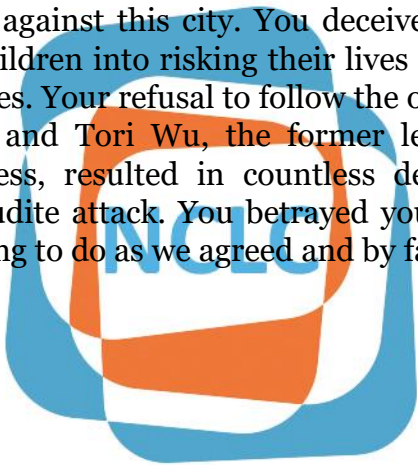 against this city. You deceive
ildren into risking their lives
es. Your refusal to follow the o
and Tori Wu, the former le
ess, resulted in countless de
udite attack. You betrayed you
ng to do as we agreed and by fa
NCLC